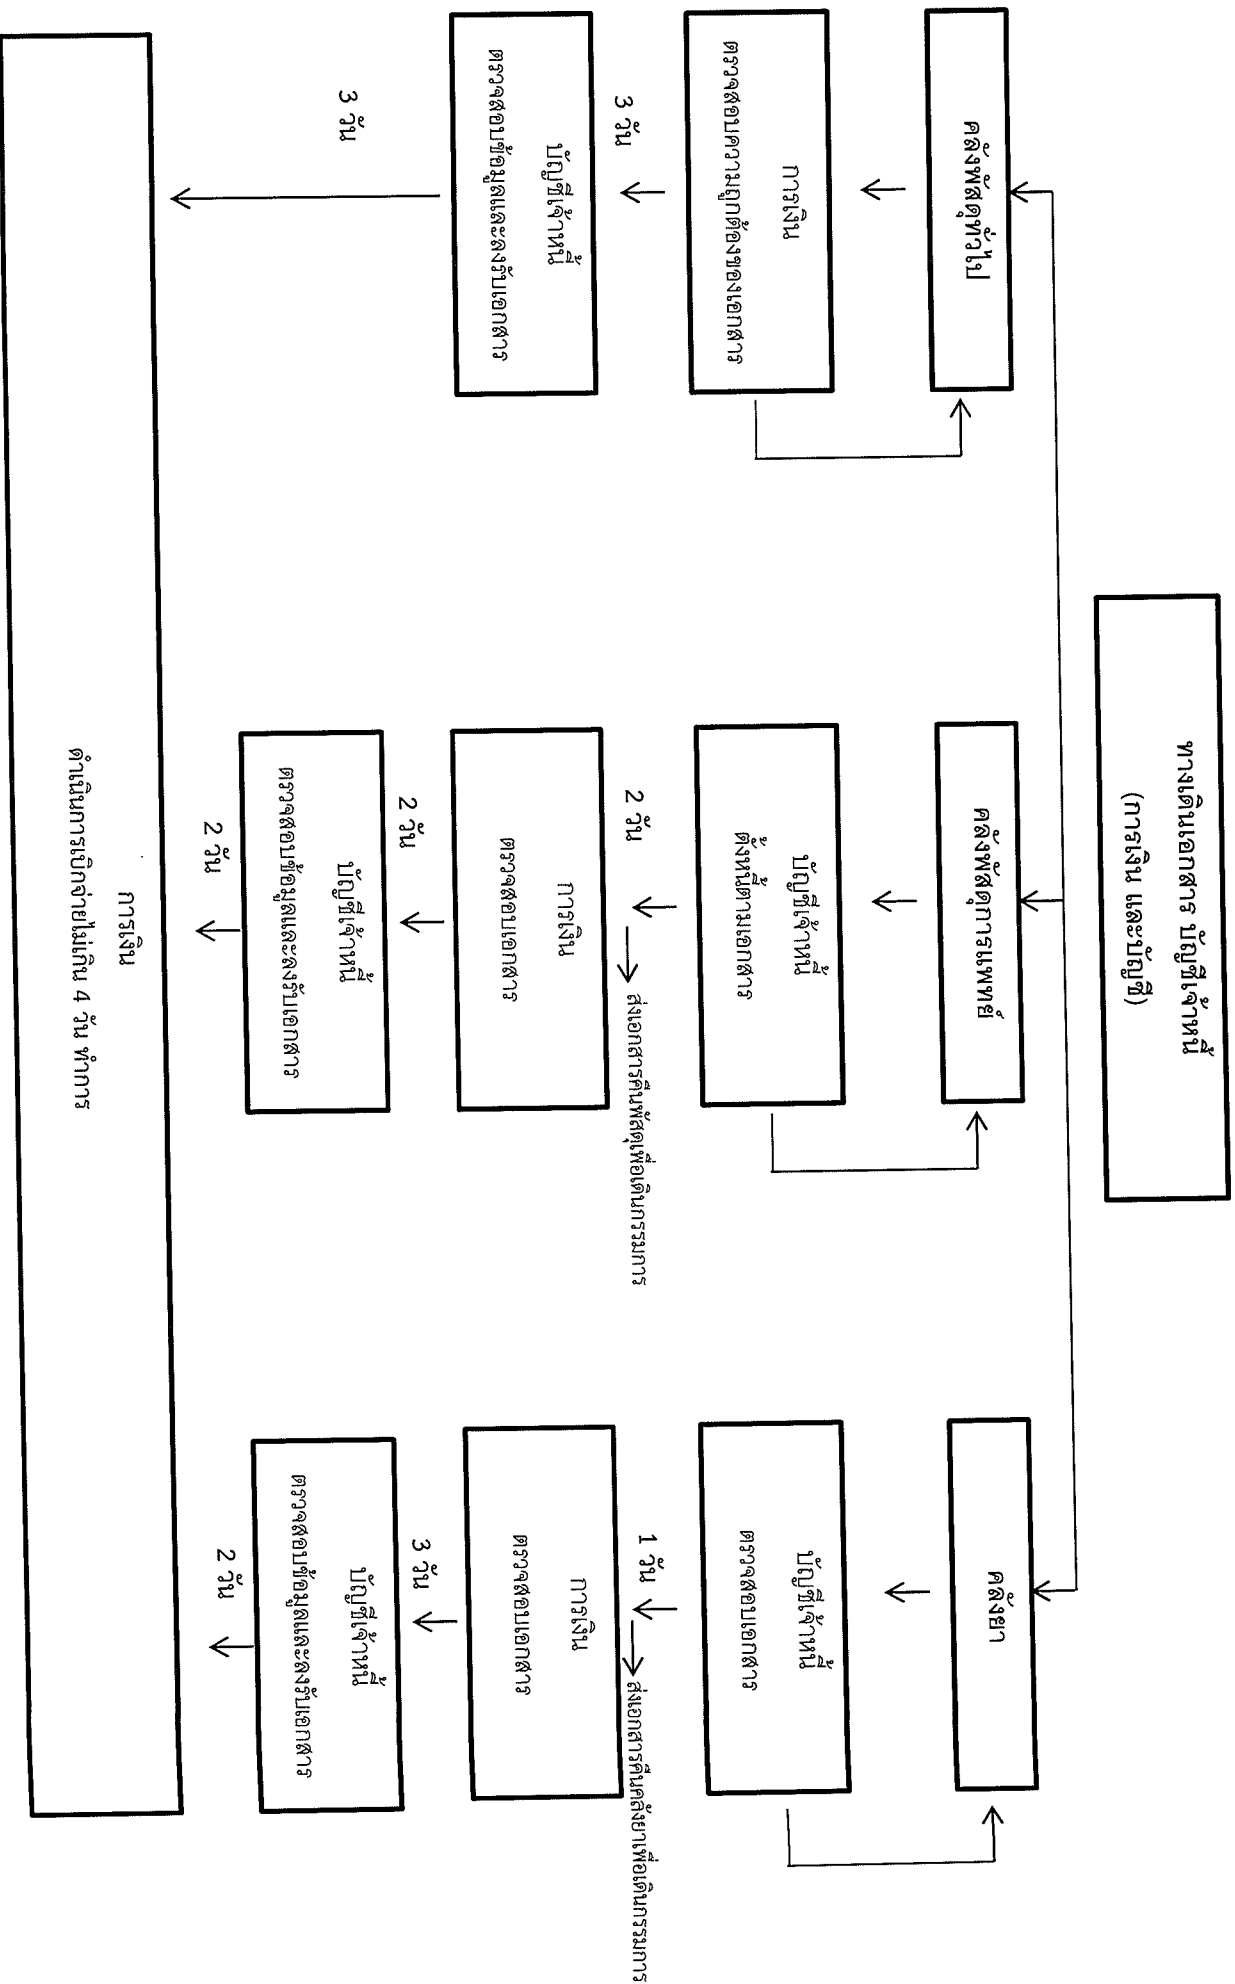 ทางเดินเอกสาร บัญชีเจ้าหนี้
(การเงิน และบัญชี)
คลังพัสดุทั่วไป
คลังพัสดุการแพทย์
คลังยา
การเงิน
ตรวจสอบความถูกต้องของเอกสาร
บัญชีเจ้าหนี้
ตั้งหนี้ตามเอกสาร
บัญชีเจ้าหนี้
ตรวจสอบเอกสาร
3 วัน
2 วัน
1 วัน
ส่งเอกสารคืนพัสดุเพื่อเดินกรรมการ
ส่งเอกสารคืนคลังยาเพื่อเดินกรรมการ
บัญชีเจ้าหนี้
ตรวจสอบข้อมูลและลงรับเอกสาร
การเงิน
ตรวจสอบเอกสาร
การเงิน
ตรวจสอบเอกสาร
3 วัน
2 วัน
3 วัน
บัญชีเจ้าหนี้
ตรวจสอบข้อมูลและลงรับเอกสาร
บัญชีเจ้าหนี้
ตรวจสอบข้อมูลและลงรับเอกสาร
2 วัน
2 วัน
การเงิน
ดำเนินการเบิกจ่ายไม่เกิน 4 วัน ทำการ